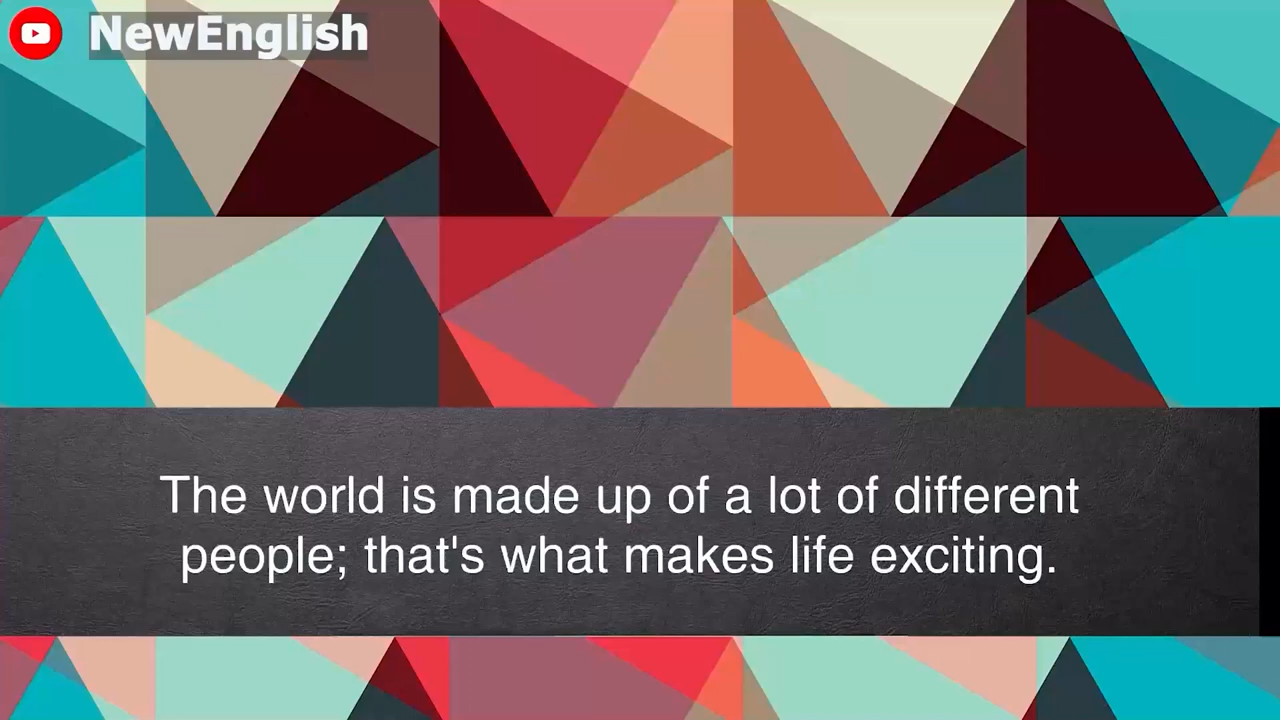 NewEnglish
The world is made up of a lot of different
people; that's what makes life exciting.